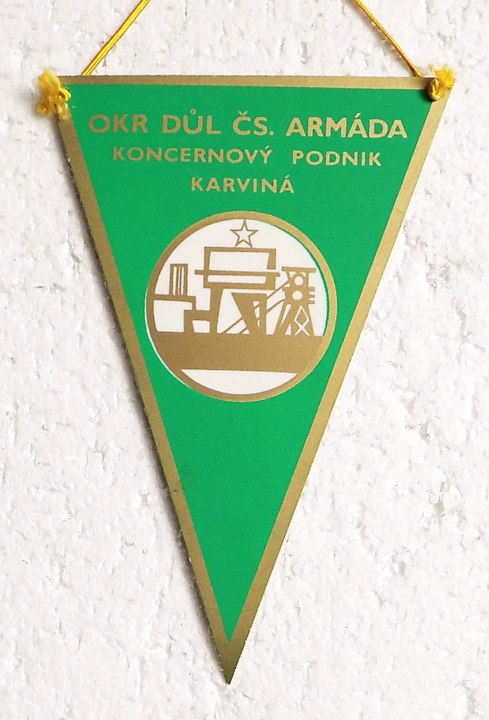 OKR DŮL ČS. ARMÁDA
KONCERNOVÝ PODNIK
KARVINÁ